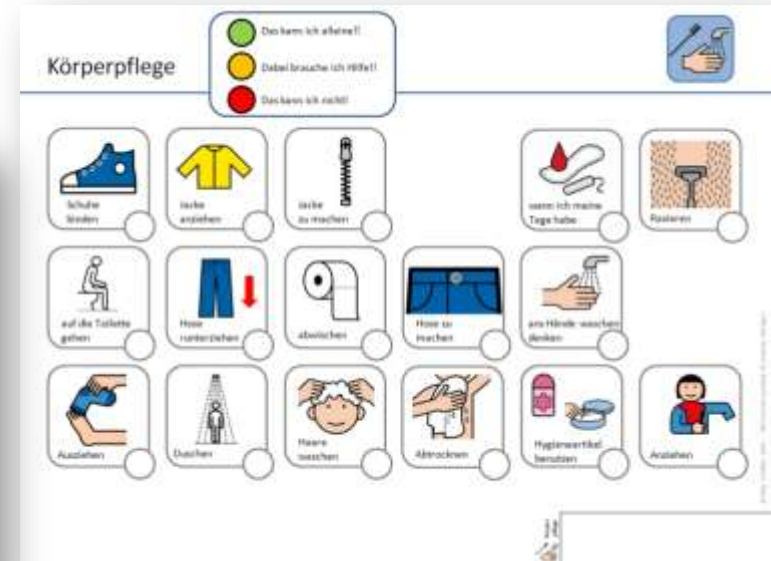 Körperpflege
Das kann ich alleine!!
Dabei brauche ich Hilfe!!
Das kann ich nicht!
Schuhe
binden
Jacke
anziehen
Jacke
zu machen
wenn ich meine
Tage habe
Rasieren
auf die Toilette
gehen
Hose
runterziehen
abwischen
Hose zu
machen
ans Hände waschen
denken
Ausziehen
Duschen
Haare
waschen
Abtrocknen
Hygieneartikel
benutzen
Anziehen